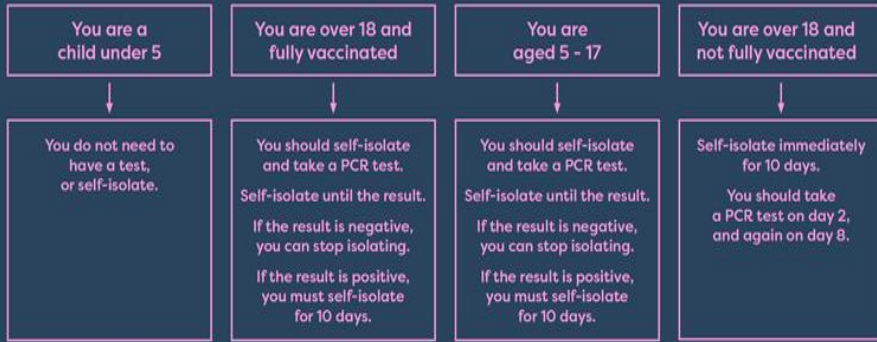 You are a
child under 5
You do not need to
have a test,
or self-isolate.
You are over 18 and
fully vaccinated
You should self-isolate
and take a PCR test.
Self-isolate until the result.
If the result is negative,
you can stop isolating.
If the result is positive,
you must self-isolate
for 10 days.
You are
aged 5 - 17
You should self-isolate
and take a PCR test.
Self-isolate until the result.
If the result is negative,
you can stop isolating.
If the result is positive,
you must self-isolate
for 10 days.
You are over 18 and
not fully vaccinated
Self-isolate immediately
for 10 days.
You should take
a PCR test on day 2,
and again on day 8.